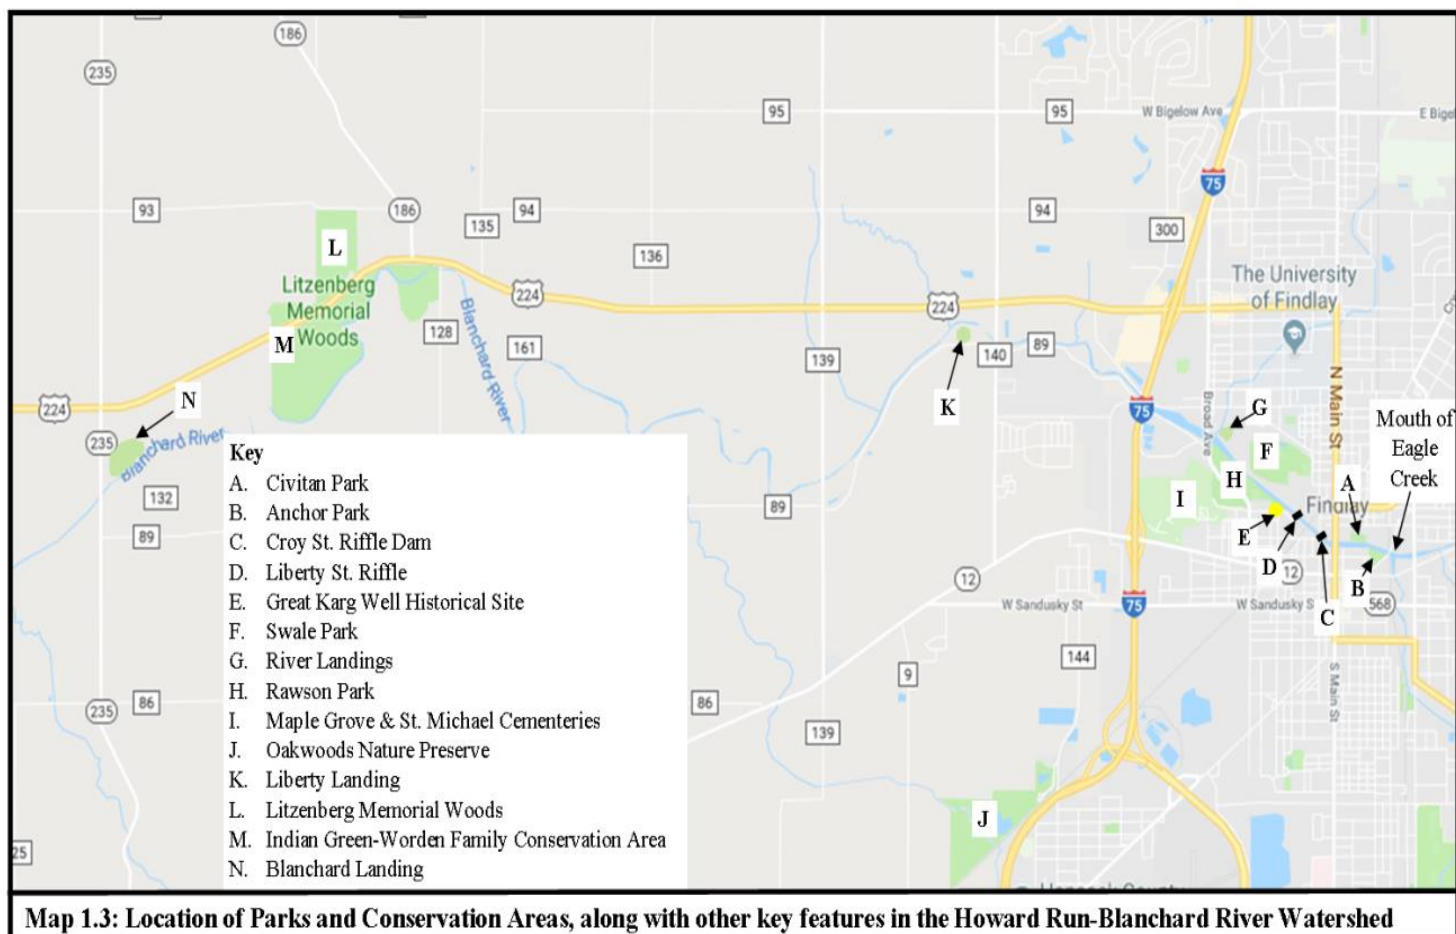 186
235
95
95
W Bigelow Ave
E Bige
75
93
186
94
94
135
300
L
136
The University
of Findlay
Litzenberg
Memorial
Woods
224
224
Blanchard River
128
M
161
139
K
140
89
N
224
75
Broad Ave
G
N Main St
Mouth of
Eagle
Creek
235
Blanchard River
132
F
H
A
I
89
89
E
Findlay
D
12
B
C
568
12
W Sandusky St
75
W Sandusky S
144
9
S Main St
235
86
86
139
J
25
Key
A. Civitan Park
B. Anchor Park
C. Croy St. Riffle Dam
D. Liberty St. Riffle
E. Great Karg Well Historical Site
F. Swale Park
G. River Landings
H. Rawson Park
I. Maple Grove & St. Michael Cemeteries
J. Oakwoods Nature Preserve
K. Liberty Landing
L. Litzenberg Memorial Woods
M. Indian Green-Worden Family Conservation Area
N. Blanchard Landing
Map 1.3: Location of Parks and Conservation Areas, along with other key features in the Howard Run-Blanchard River Watershed